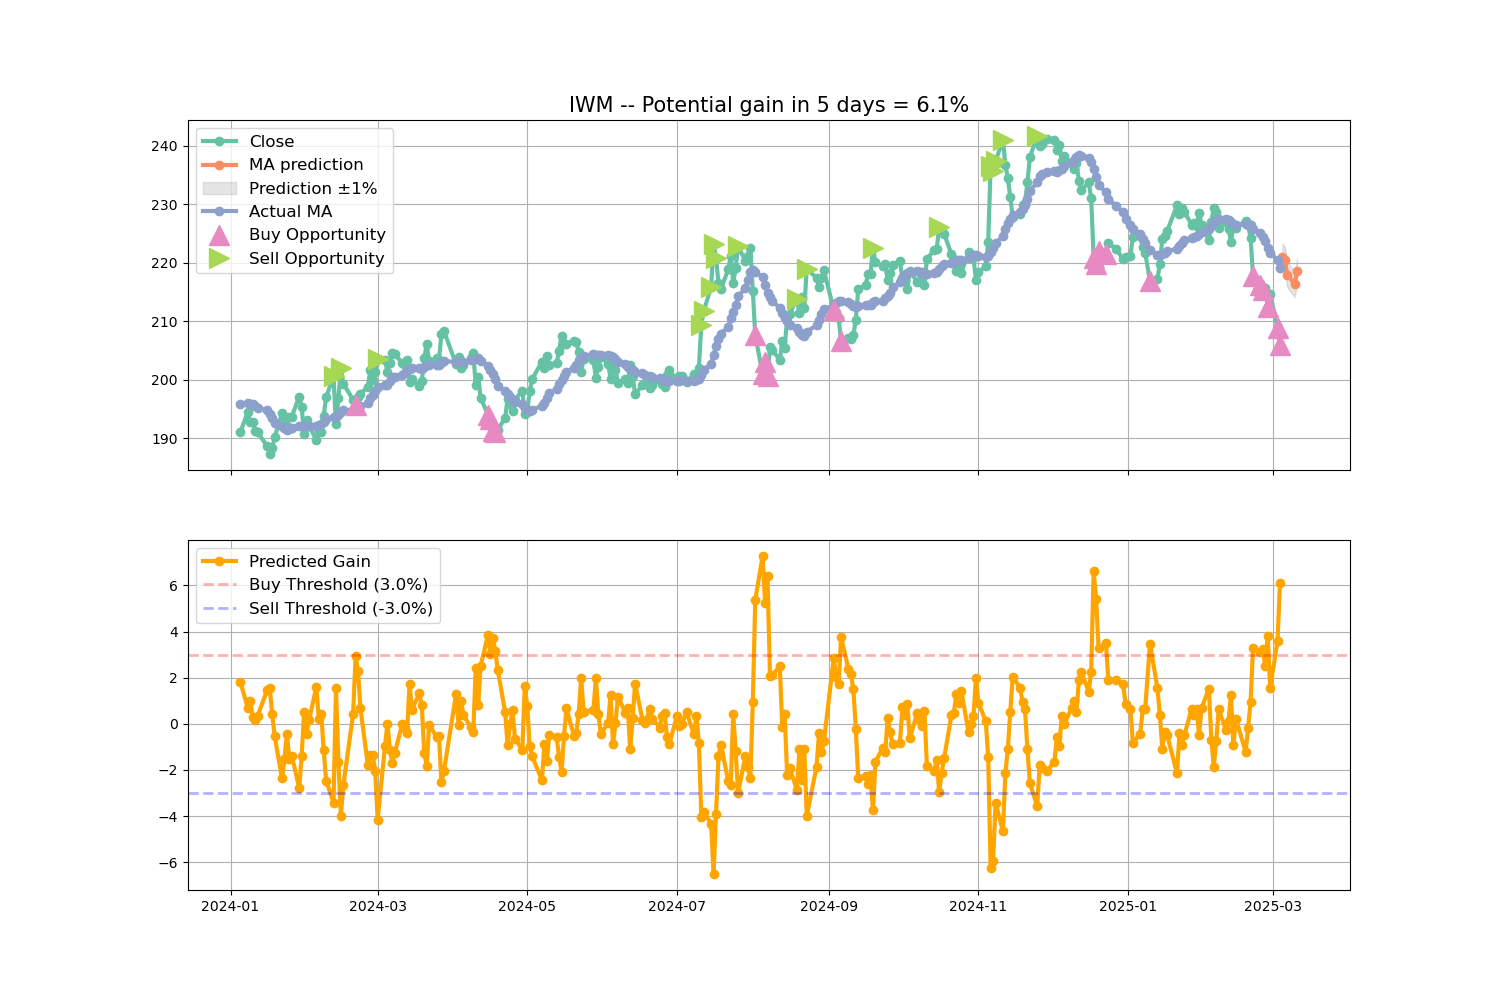 IWM -- Potential gain in 5 days = 6.1%
Close
MA prediction
Prediction ±1%
Actual MA
Buy Opportunity
Sell Opportunity
240
230
220
210
200
190
Predicted Gain
Buy Threshold (3.0%)
Sell Threshold (-3.0%)
6
4
2
0
−2
−4
−6
2024-01 2024-03 2024-05 2024-07 2024-09 2024-11 2025-01 2025-03